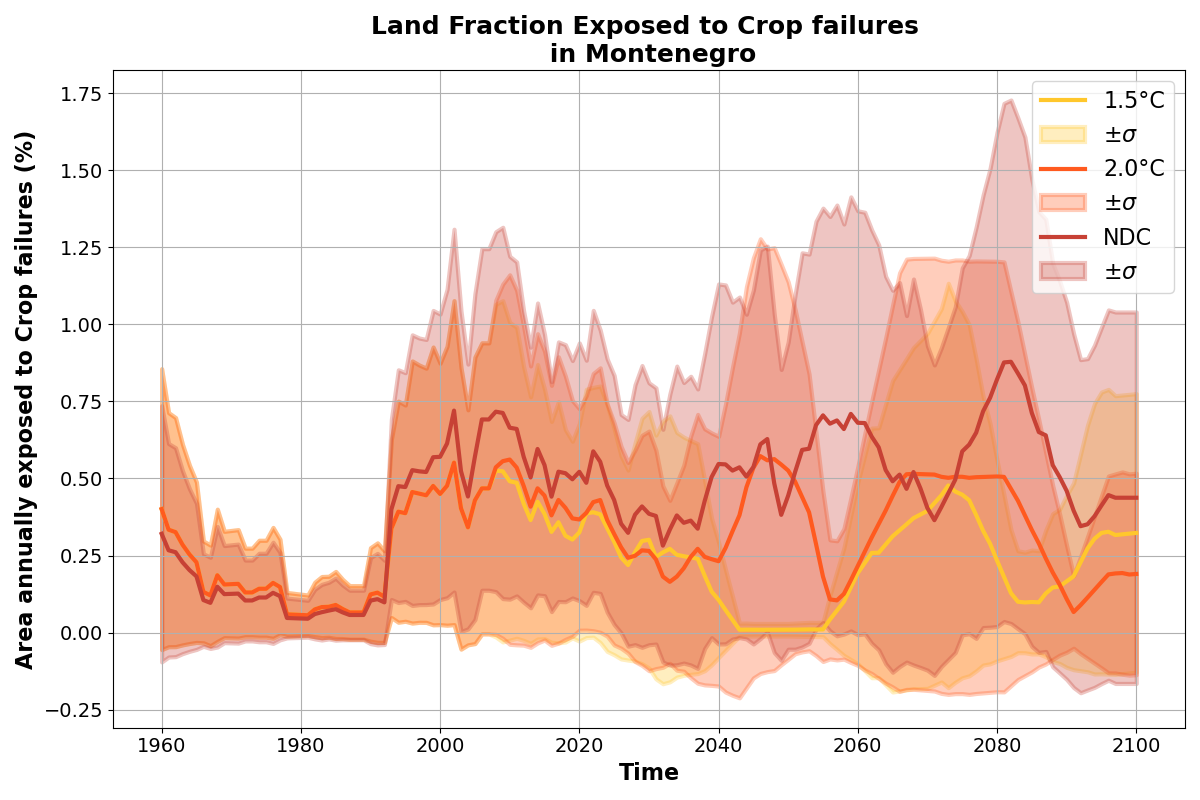 Land Fraction Exposed to Crop failures
in Montenegro
Area annually exposed to Crop failures (%)
1.75
1.50
1.25
1.00
0.75
0.50
0.25
0.00
−0.25
1960
1980
2000
2020
2040
2060
2080
2100
Time
1.5°C
±σ
2.0°C
±σ
NDC
±σ